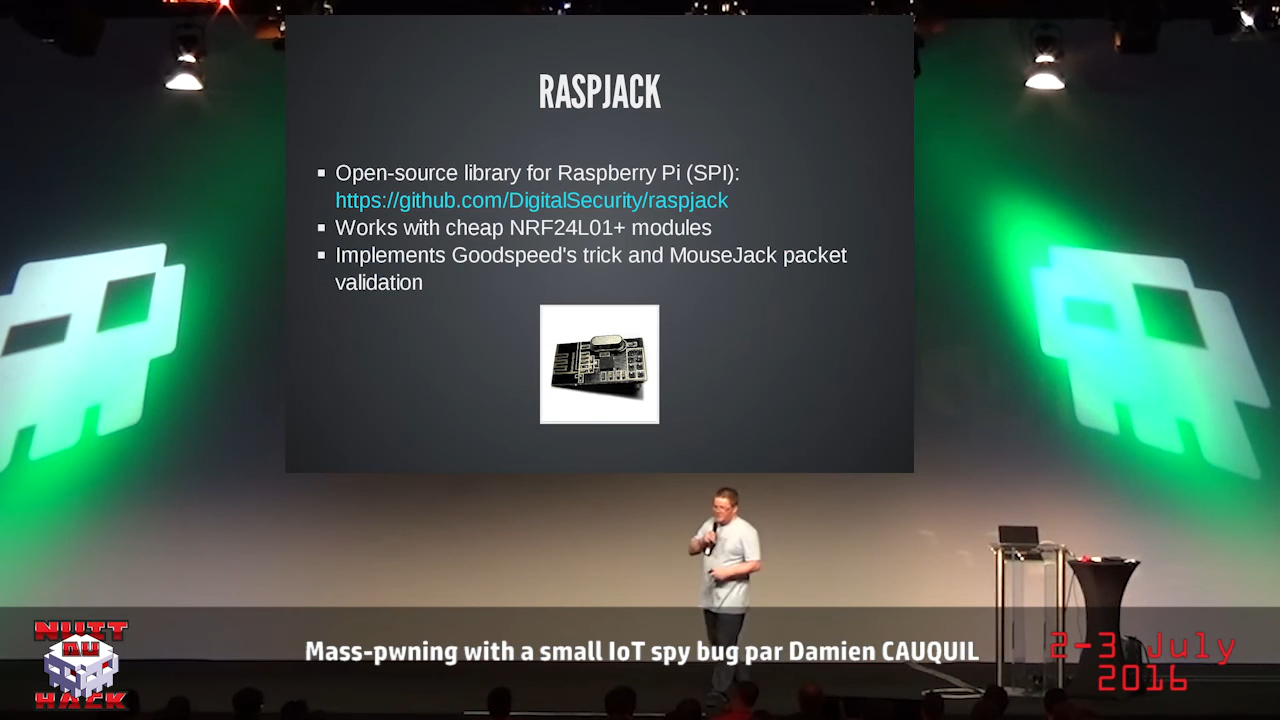 RASPJACK
Open-source library for Raspberry Pi (SPI):
https://github.com/DigitalSecurity/raspjack
Works with cheap NRF24L01+ modules
Implements Goodspeed's trick and MouseJack packet
validation
NUIT
DU
HACK
Mass-pwning with a small IoT spy bug par Damien CAUQUIL
2-3 July
2016